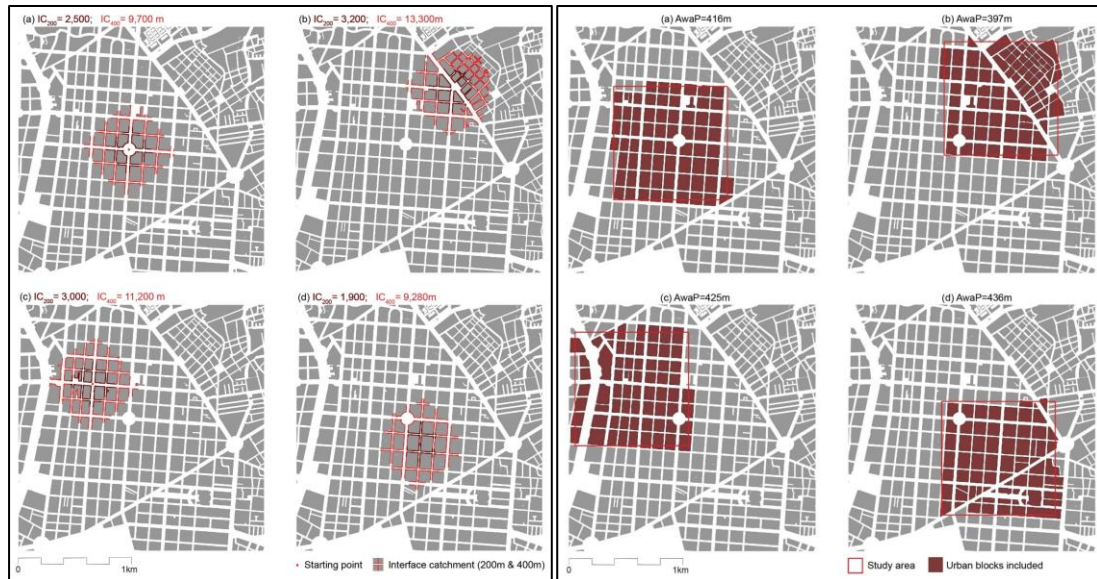 (a) IC200 = 2,500; IC400 = 9,700 m
(b) IC200 = 3,200; IC400 = 13,300m
(c) IC200 = 3,000; IC400 = 11,200 m
(d) IC200 = 1,900; IC400 = 9,280m
1km
Starting point
Interface catchment (200m & 400m)
(a) AwaP=416m
(b) AwaP=397m
(c) AwaP=425m
(d) AwaP=436m
1km
Study area
Urban blocks included